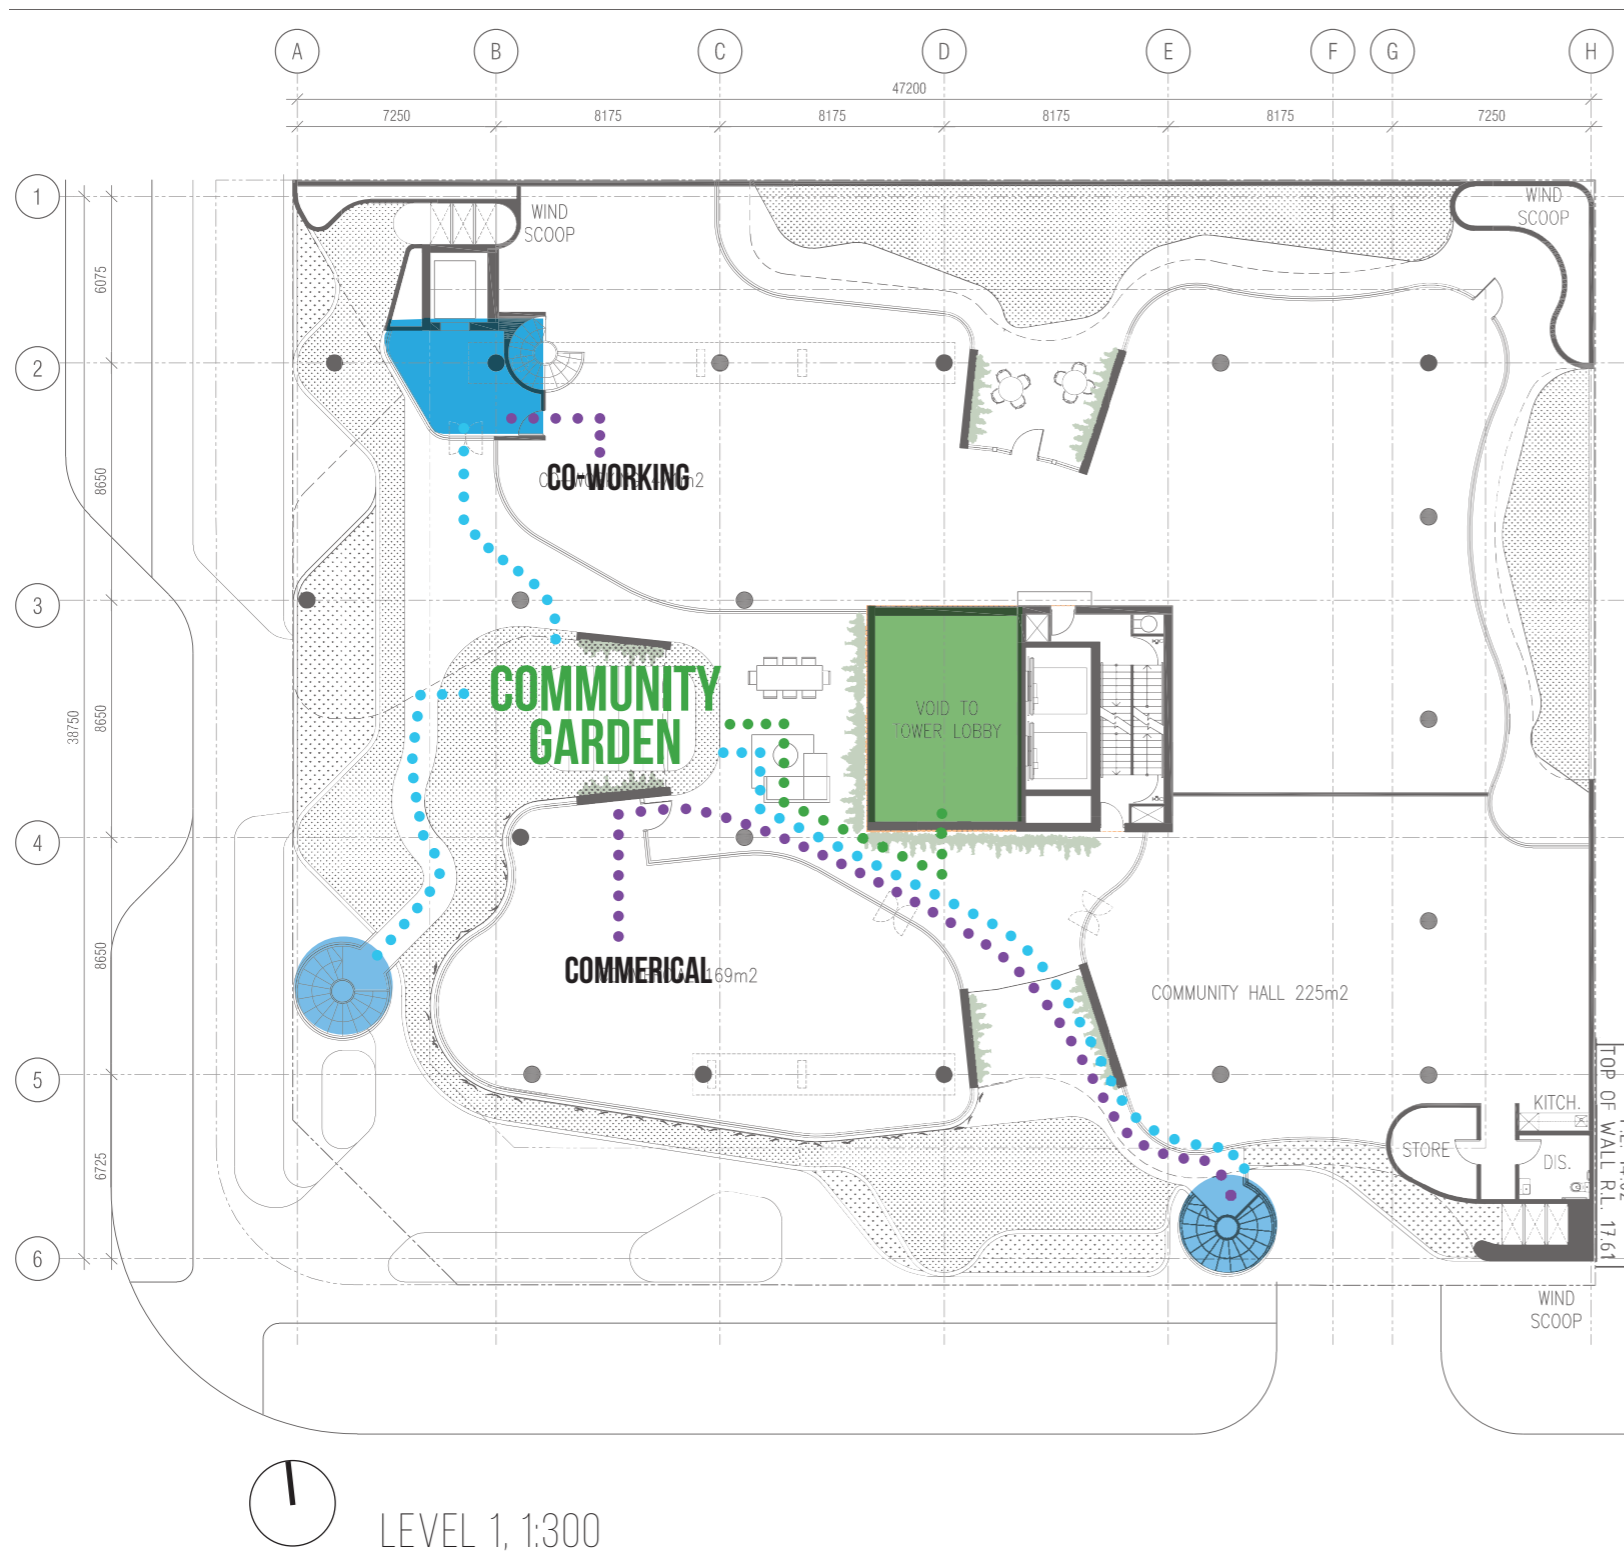 A B C D E F G H
47200
7250 8175 8175 8175 8175 7250
1
2
3
4
5
6
6075
8650
8650
8650
6725
38750
WIND
SCOOP
WIND
SCOOP
CO-WORKING
m2
COMMUNITY
GARDEN
VOID TO
TOWER LOBBY
COMMERICAL
169m2
COMMUNITY HALL 225m2
KITCH.
STORE
DIS.
TOP OF WALL R.L. 17.61
WIND
SCOOP
LEVEL 1, 1:300